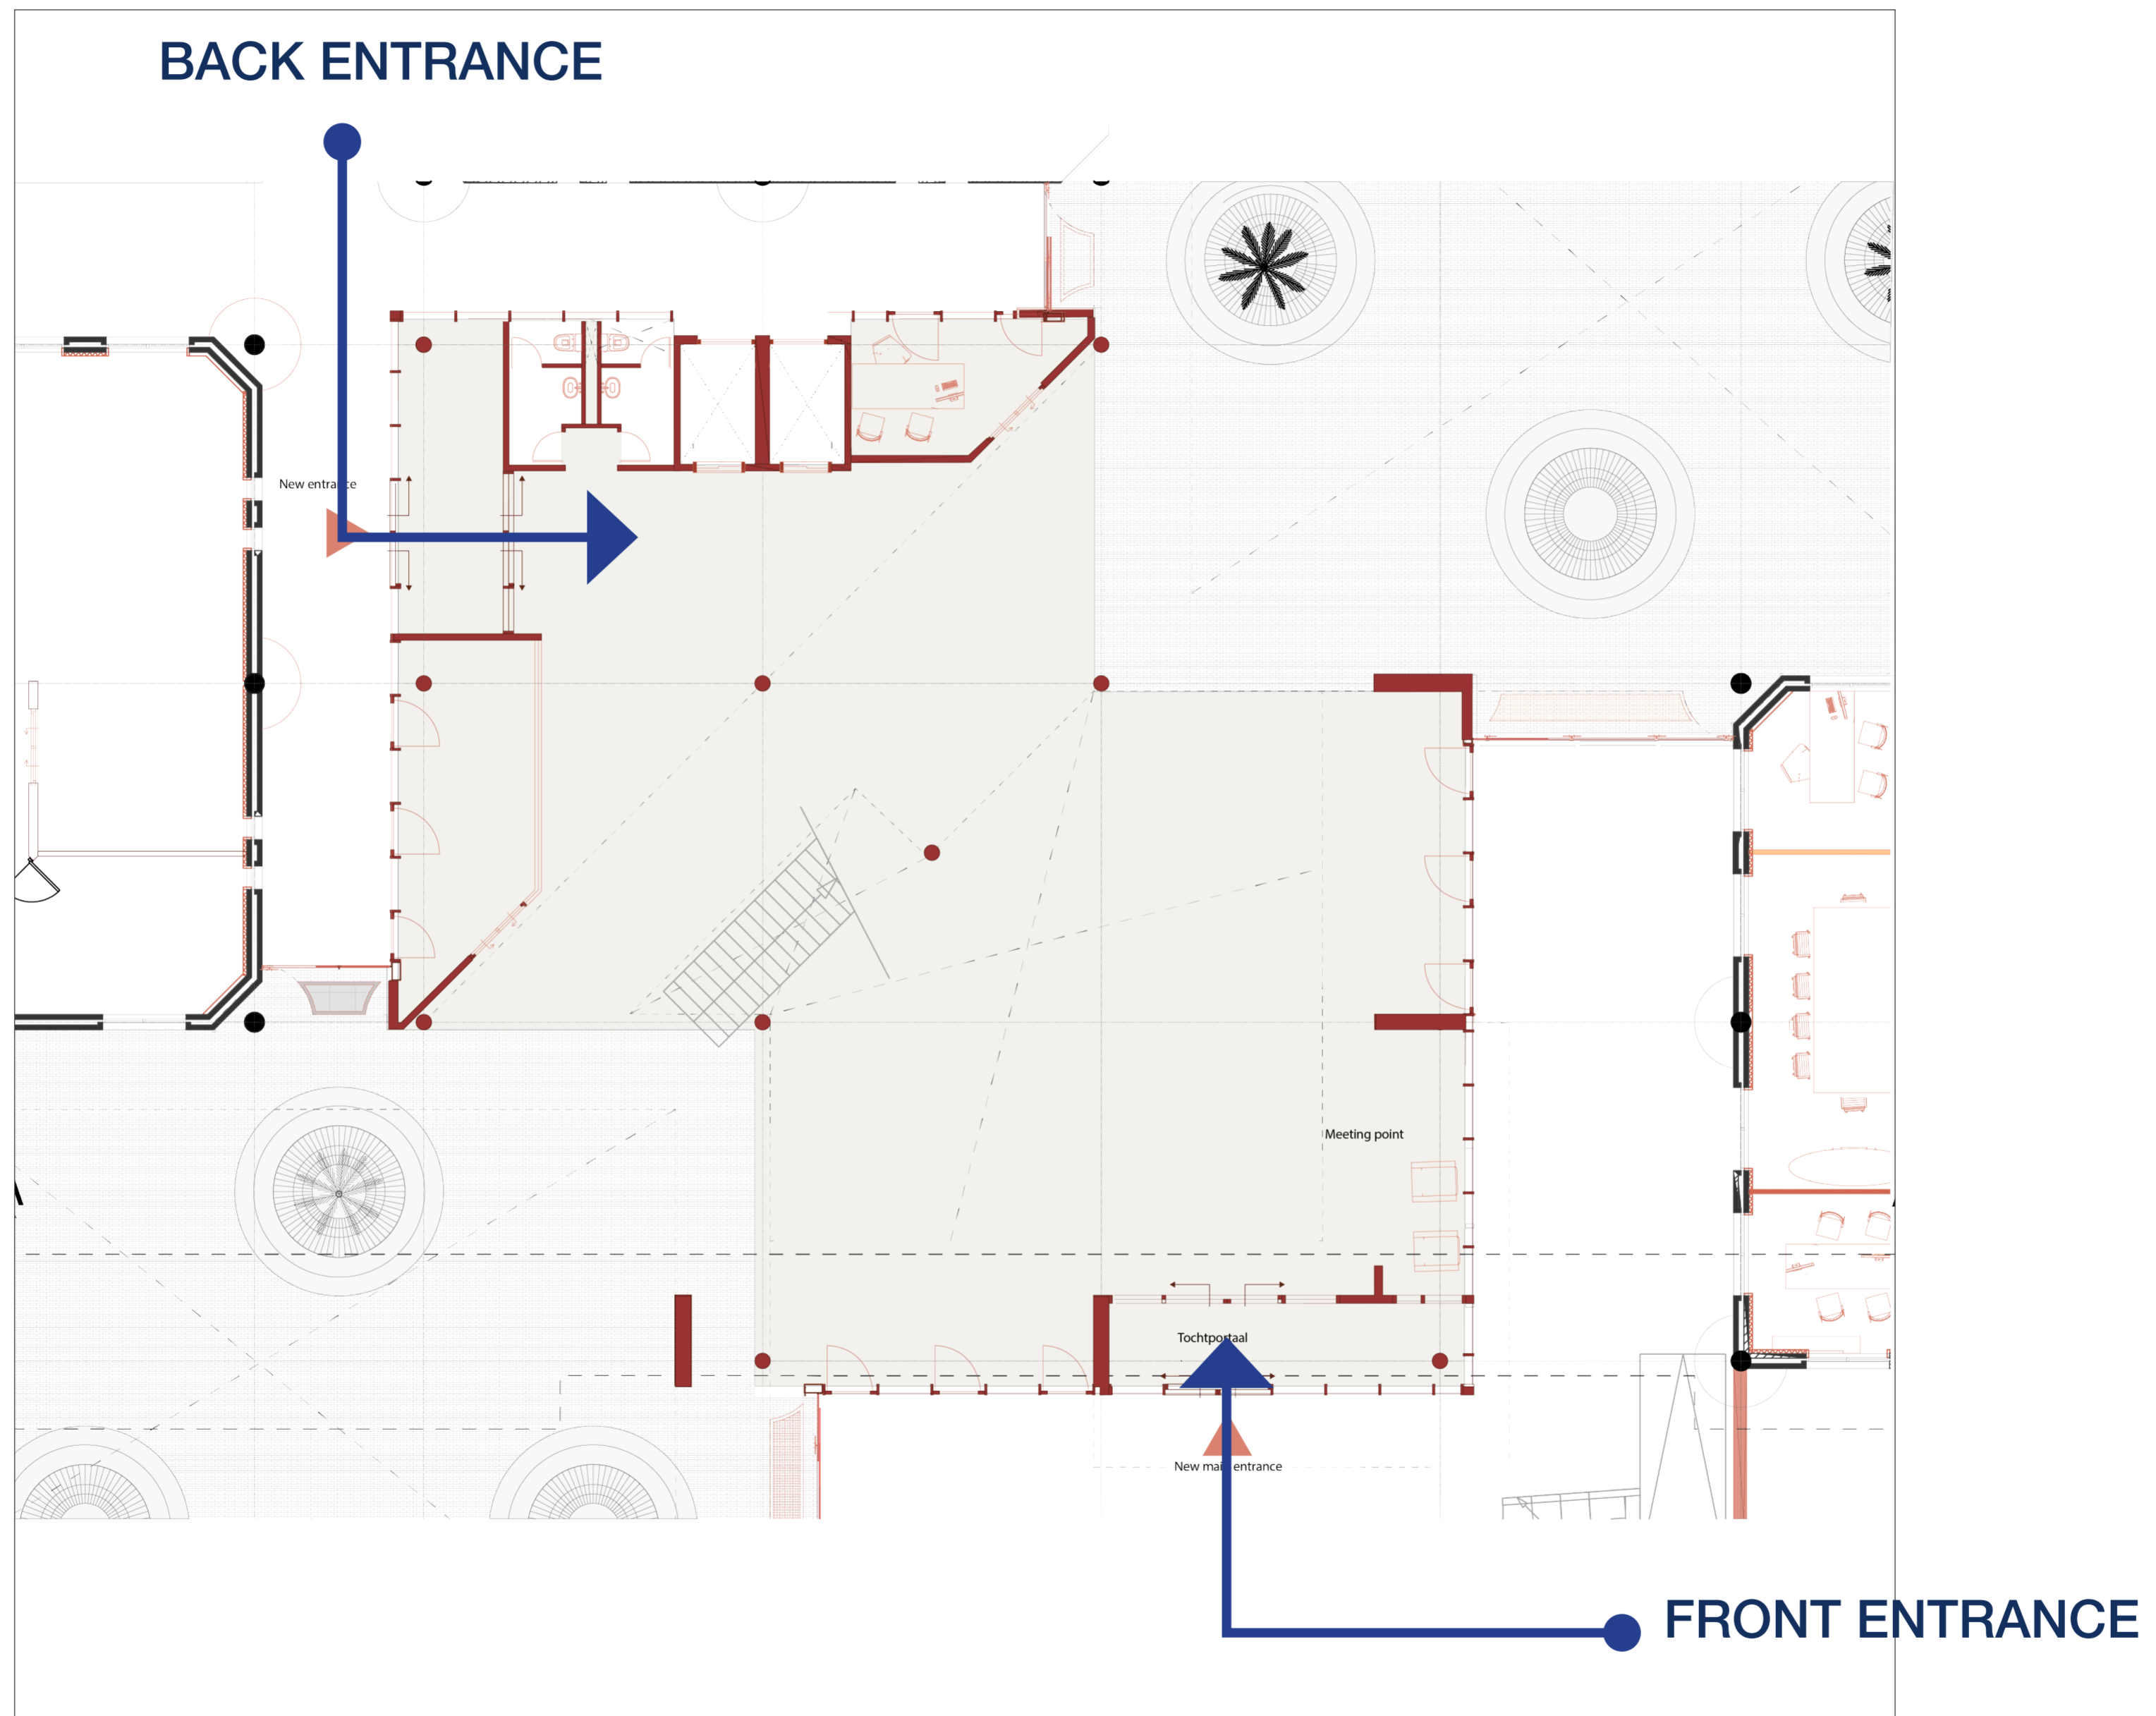 BACK ENTRANCE
New entrance
Meeting point
Tochtportaal
New main entrance
FRONT ENTRANCE